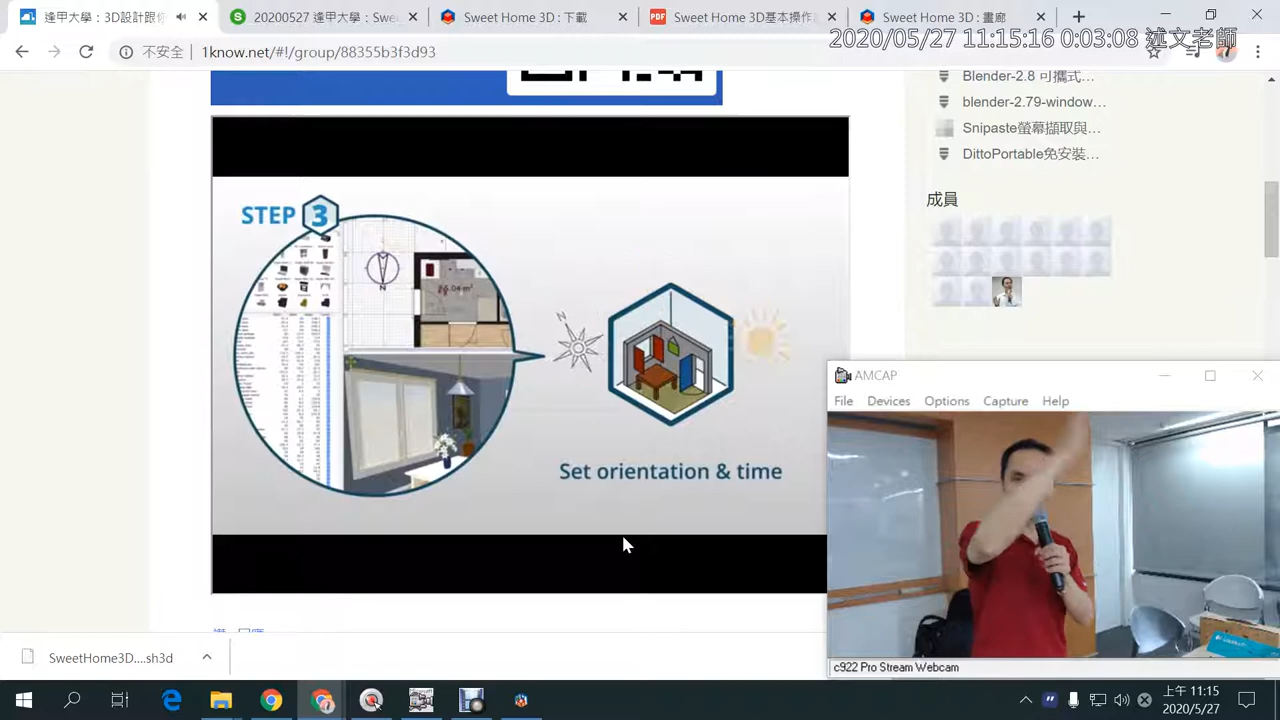 逢甲大學：3D設計跟
20200527 逢甲大學：Swe
Sweet Home 3D : 下載
Sweet Home 3D基本操作
Sweet Home 3D : 畫廊
不安全
1know.net/#!/group/88355b3f3d93
2020/05/27 11:15:16 0:03:08 述文老師
Blender-2.8 可攜式...
blender-2.79-window...
Snipaste螢幕擷取與...
DittoPortable免安裝...
成員
STEP 3
N
N
Set orientation & time
AMCAP
File
Devices
Options
Capture
Help
c922 Pro Stream Webcam
SweetHome3D....sh3d
上午 11:15
2020/5/27